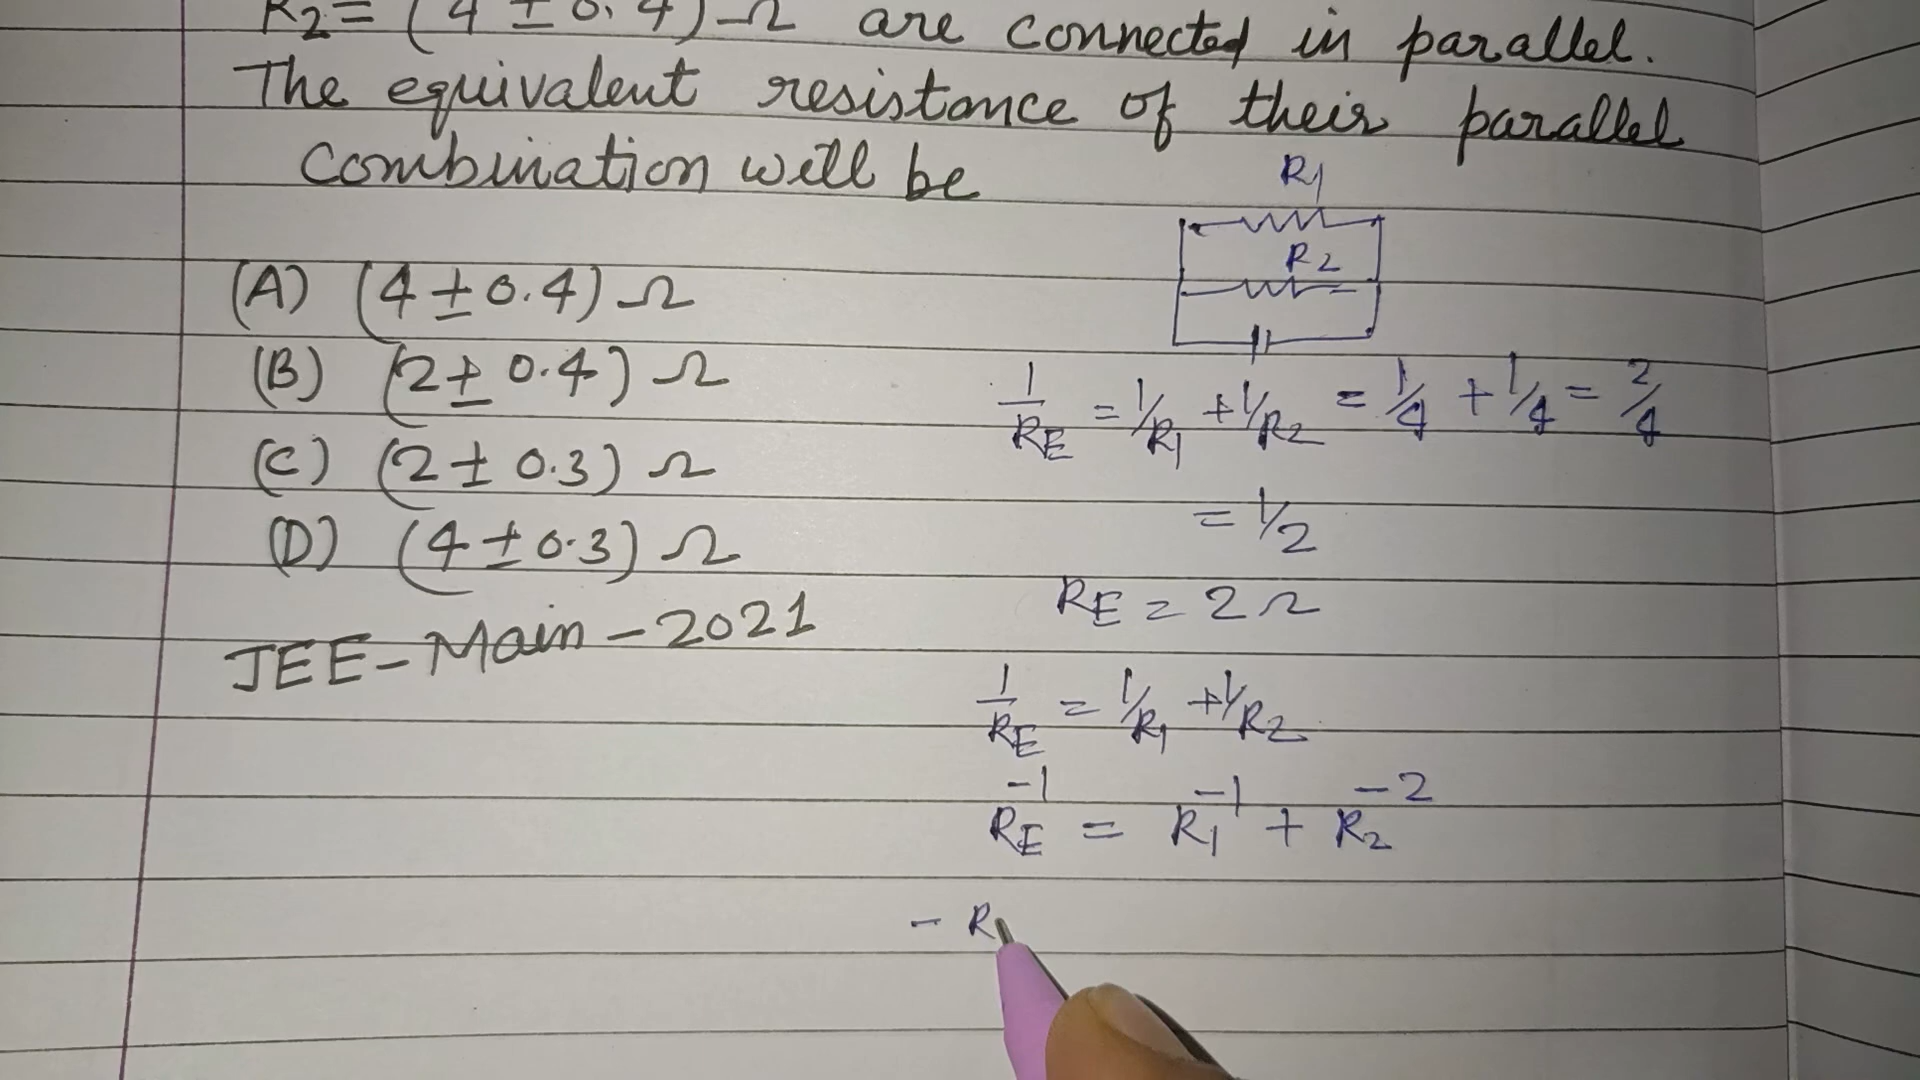 R2 = (4 ± 0.4) Ω are connected in parallel.
The equivalent resistance of their parallel
combination will be
R1
R2
(A) (4 ± 0.4) Ω
(B) (2 ± 0.4) Ω
(C) (2 ± 0.3) Ω
(D) (4 ± 0.3) Ω
JEE-Main-2021
1/RE = 1/R1 + 1/R2 = 1/4 + 1/4 = 2/4
= 1/2
RE = 2Ω
1/RE = 1/R1 + 1/R2
RE⁻¹ = R1⁻¹ + R2⁻²
- R